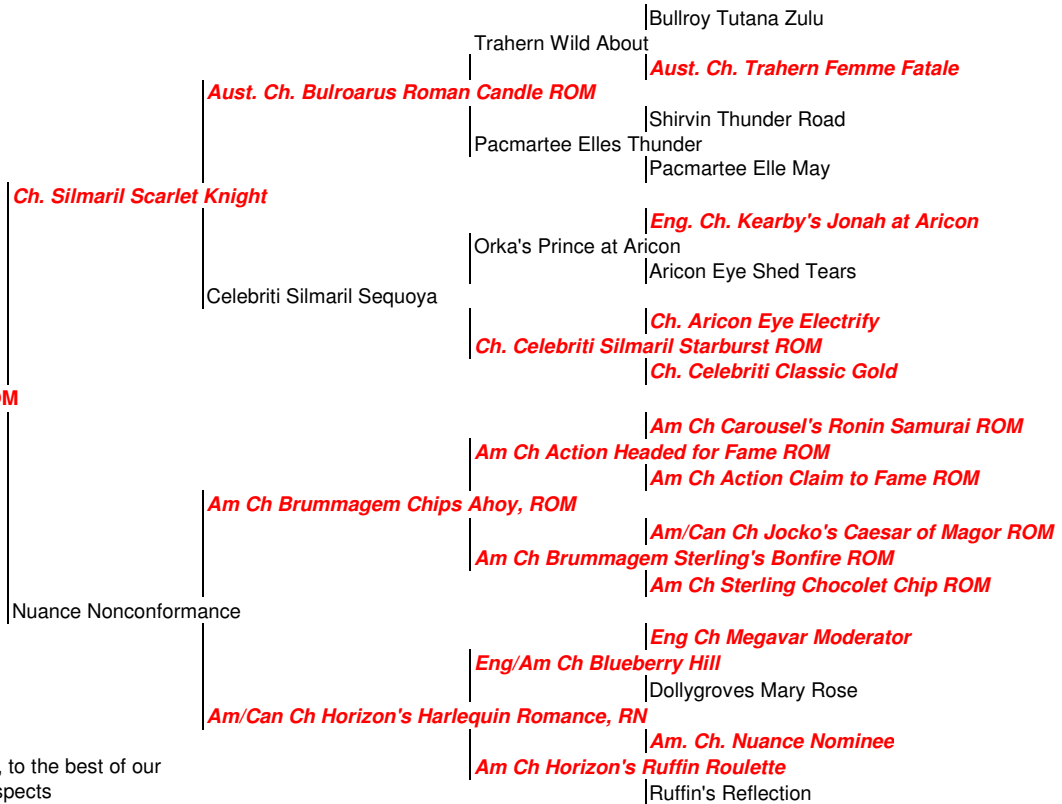 Bullroy Tutana Zulu
Trahern Wild About
Aust. Ch. Trahern Femme Fatale
Aust. Ch. Bulroarus Roman Candle ROM
Shirvin Thunder Road
Pacmartee Elles Thunder
Pacmartee Elle May
Ch. Silmaril Scarlet Knight
Eng. Ch. Kearby's Jonah at Aricon
Orka's Prince at Aricon
Aricon Eye Shed Tears
Celebriti Silmaril Sequoya
Ch. Aricon Eye Electrify
Ch. Celebriti Silmaril Starburst ROM
Ch. Celebriti Classic Gold
Am Ch Carousel's Ronin Samurai ROM
Am Ch Action Headed for Fame ROM
Am Ch Action Claim to Fame ROM
Am Ch Brummagem Chips Ahoy, ROM
Am/Can Ch Jocko's Caesar of Magor ROM
Am Ch Brummagem Sterling's Bonfire ROM
Am Ch Sterling Chocolet Chip ROM
Nuance Nonconformance
Eng Ch Megavar Moderator
Eng/Am Ch Blueberry Hill
Dollygroves Mary Rose
Am/Can Ch Horizon's Harlequin Romance, RN
Am. Ch. Nuance Nominee
Am Ch Horizon's Ruffin Roulette
Ruffin's Reflection
, to the best of our